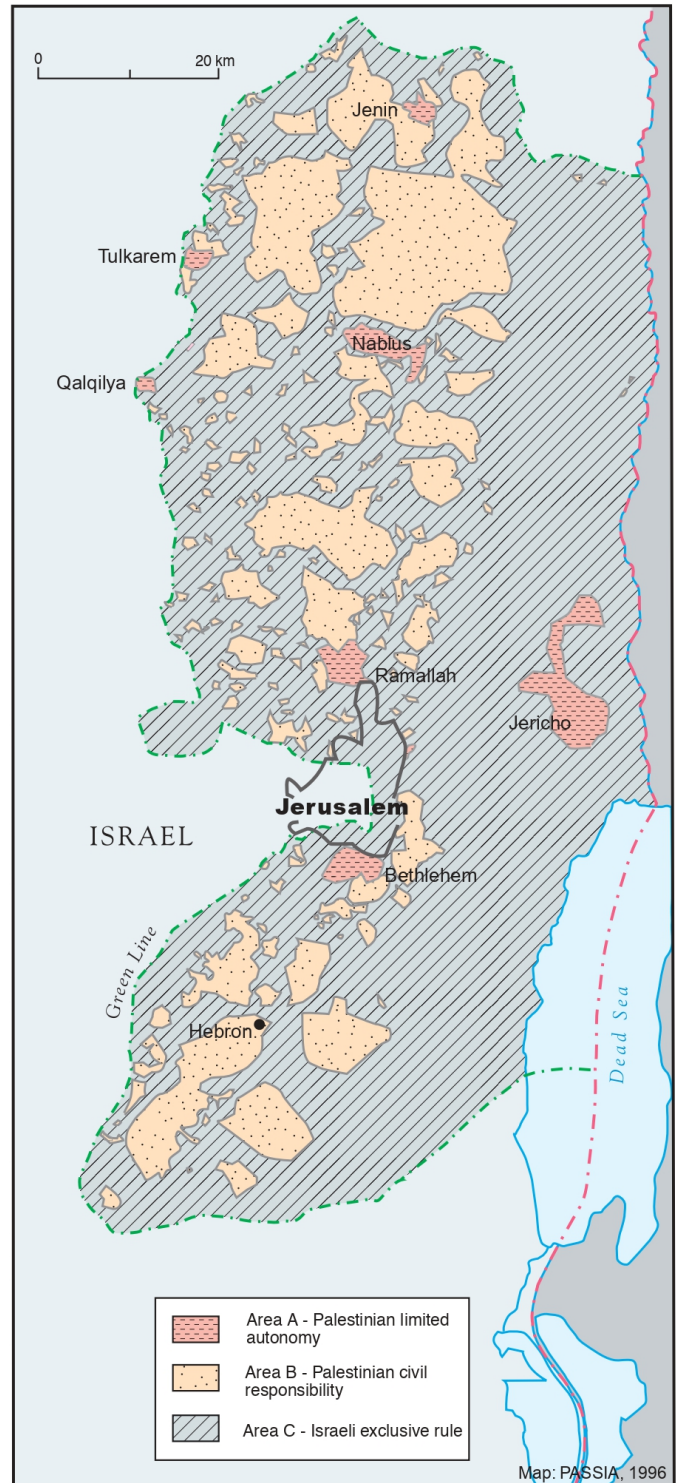 0 20 km
Jenin
Tulkarem
Nablus
Qalqilya
Ramallah
Jericho
Jerusalem
ISRAEL
Bethlehem
Green Line
Hebron
Dead Sea
Area A - Palestinian limited
autonomy
Area B - Palestinian civil
responsibility
Area C - Israeli exclusive rule
Map: PASSIA, 1996